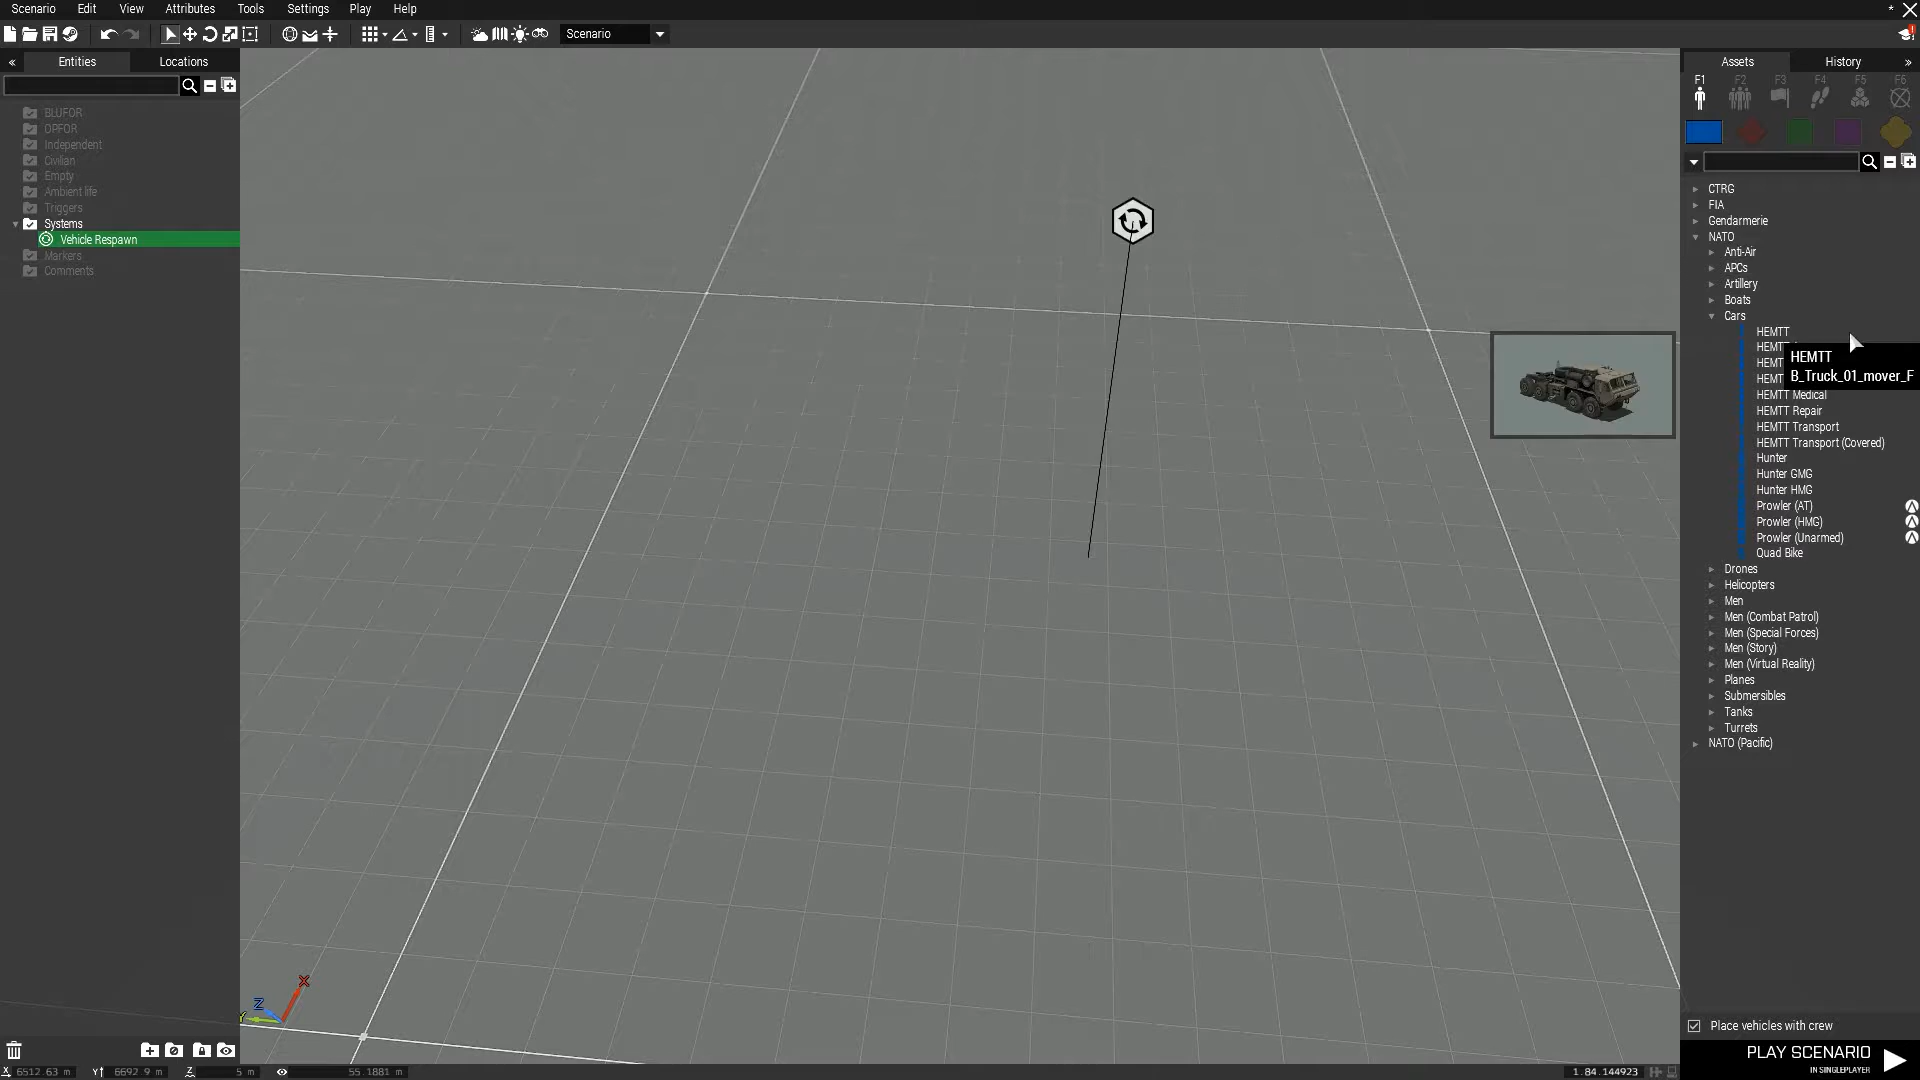 Scenario Edit View Attributes Tools Settings Play Help
Scenario
Entities Locations
BLUFOR
OPFOR
Independent
Civilian
Empty
Ambient life
Triggers
Systems
Vehicle Respawn
Markers
Comments
Assets History
F1 F2 F3 F4 F5 F6
CTRG
FIA
Gendarmerie
NATO
Anti-Air
APCs
Artillery
Boats
Cars
HEMTT
HEMTT
HEMTT
HEMTT
HEMTT
B_Truck_01_mover_F
HEMTT Medical
HEMTT Repair
HEMTT Transport
HEMTT Transport (Covered)
Hunter
Hunter GMG
Hunter HMG
Prowler (AT)
Prowler (HMG)
Prowler (Unarmed)
Quad Bike
Drones
Helicopters
Men
Men (Combat Patrol)
Men (Special Forces)
Men (Story)
Men (Virtual Reality)
Planes
Submersibles
Tanks
Turrets
NATO (Pacific)
X
Z
Y
Place vehicles with crew
PLAY SCENARIO
IN SINGLEPLAYER
X 6512.63 m Y 6692.9 m Z 5 m 55.1881 m 1.84.144923